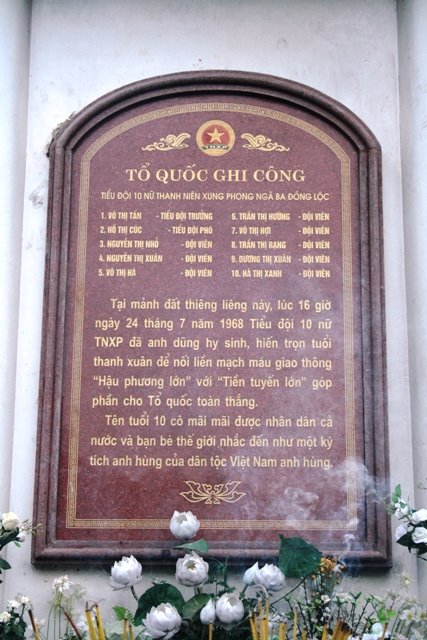 TNXP
TỔ QUỐC GHI CÔNG
TIỂU ĐỘI 10 NỮ THANH NIÊN XUNG PHONG NGÃ BA ĐỒNG LỘC
1. VÕ THỊ TẦN - TIỂU ĐỘI TRƯỞNG 6. TRẦN THỊ HƯỜNG - ĐỘI VIÊN
2. HỒ THỊ CÚC - TIỂU ĐỘI PHÓ 7. VÕ THỊ HỢI - ĐỘI VIÊN
3. NGUYỄN THỊ NHỎ - ĐỘI VIÊN 8. TRẦN THỊ RẠNG - ĐỘI VIÊN
4. NGUYỄN THỊ XUÂN - ĐỘI VIÊN 9. DƯƠNG THỊ XUÂN - ĐỘI VIÊN
5. VÕ THỊ HÀ - ĐỘI VIÊN 10. HÀ THỊ XANH - ĐỘI VIÊN
Tại mảnh đất thiêng liêng này, lúc 16 giờ
ngày 24 tháng 7 năm 1968 Tiểu đội 10 nữ
TNXP đã anh dũng hy sinh, hiến trọn tuổi
thanh xuân để nối liền mạch máu giao thông
“Hậu phương lớn” với “Tiền tuyến lớn” góp
phần cho Tổ quốc toàn thắng.
Tên tuổi 10 cô mãi mãi được nhân dân cả
nước và bạn bè thế giới nhắc đến như một kỳ
tích anh hùng của dân tộc Việt Nam anh hùng.